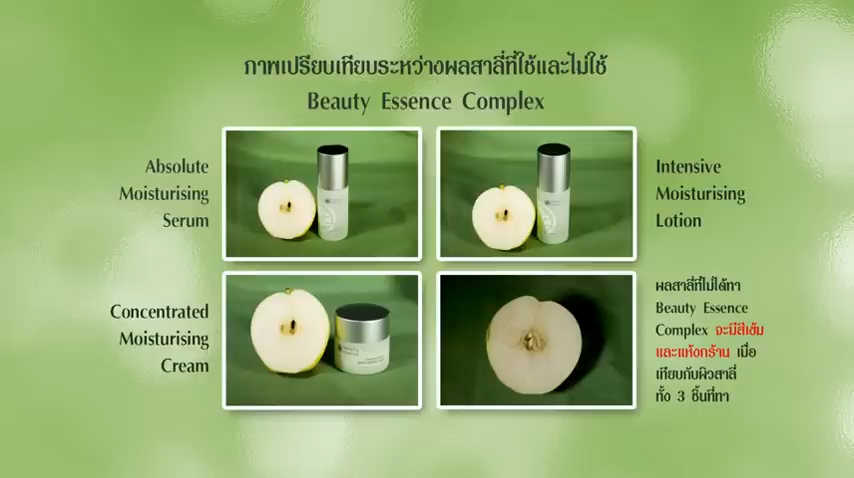 ภาพเปรียบเทียบระหว่างผลสาลี่ที่ใช้และไม่ใช้
Beauty Essence Complex
Absolute
Moisturising
Serum
Intensive
Moisturising
Lotion
Concentrated
Moisturising
Cream
ผลสาลี่ที่ไม่ได้ทา
Beauty Essence
Complex จะมีสีเข้ม
และแห้งกร้าน เมื่อ
เทียบกับผิวสาลี่
ทั้ง 3 ชิ้นที่ทา